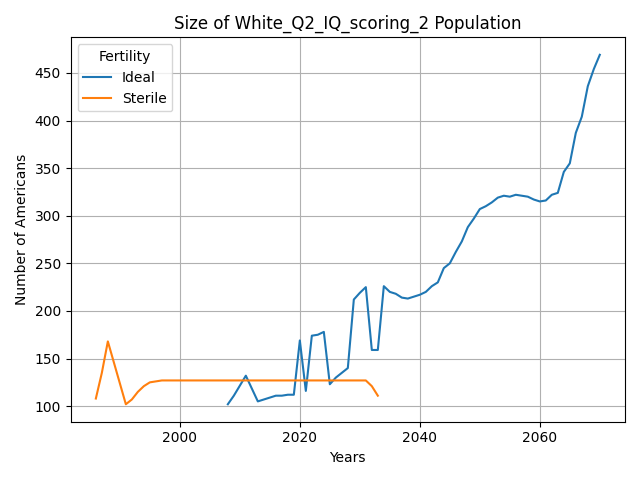 Size of White_Q2_IQ_scoring_2 Population
Fertility
Ideal
Sterile
Number of Americans
450
400
350
300
250
200
150
100
2000
2020
2040
2060
Years